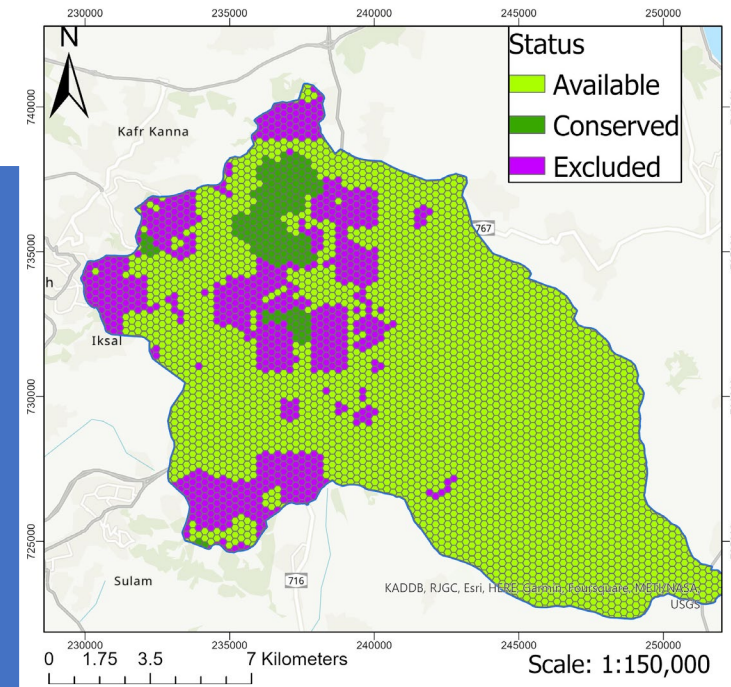 230000 235000 240000 245000 250000
N
Status
Available
Conserved
Excluded
740000
735000
730000
725000
Kafr Kanna
767
h
Iksal
Sulam
716
KADDB, RJGC, Esri, HERE, Garmin, Foursquare, METI/NASA,
USGS
230000 235000 240000 245000 250000
0 1.75 3.5 7 Kilometers
Scale: 1:150,000